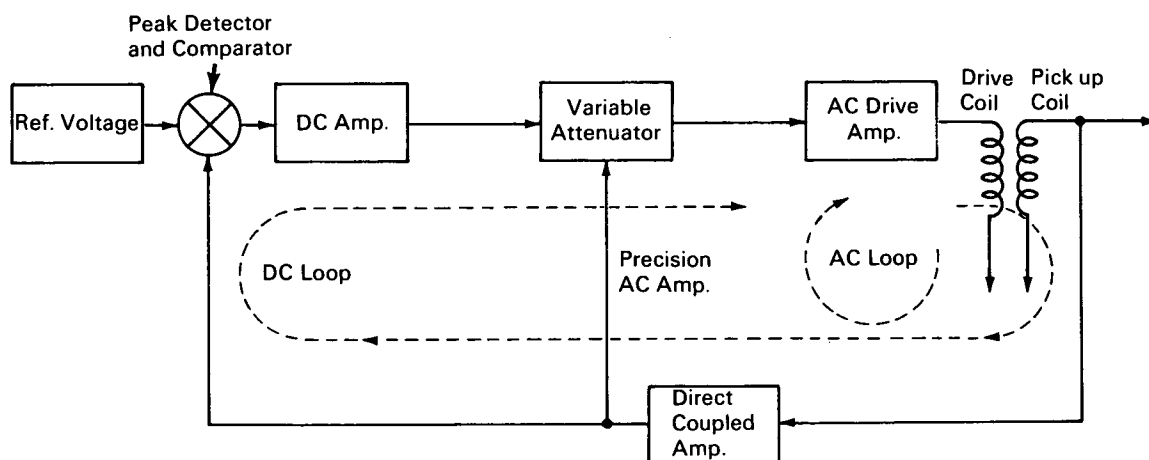 Peak Detector
and Comparator
Ref. Voltage
DC Amp.
Variable
Attenuator
AC Drive
Amp.
Drive
Coil
Pick up
Coil
DC Loop
Precision
AC Amp.
AC Loop
Direct
Coupled
Amp.